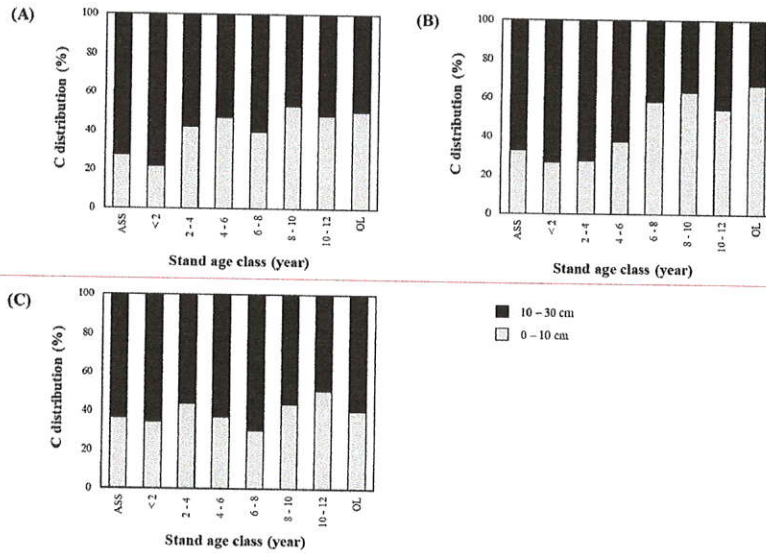 (A)
C distribution (%)
100
80
60
40
20
0
ASS
< 2
2 - 4
4 - 6
6 - 8
8 - 10
10 - 12
OL
Stand age class (year)
(B)
C distribution (%)
100
80
60
40
20
0
ASS
< 2
2 - 4
4 - 6
6 - 8
8 - 10
10 - 12
OL
Stand age class (year)
(C)
C distribution (%)
100
80
60
40
20
0
ASS
< 2
2 - 4
4 - 6
6 - 8
8 - 10
10 - 12
OL
Stand age class (year)
10 – 30 cm
0 – 10 cm